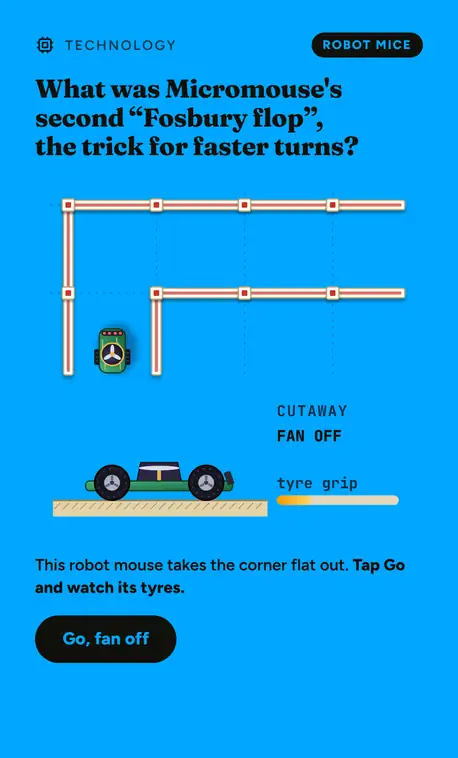 TECHNOLOGY
ROBOT MICE
What was Micromouse's
second “Fosbury flop”,
the trick for faster turns?
CUTAWAY
FAN OFF
tyre grip
This robot mouse takes the corner flat out. Tap Go
and watch its tyres.
Go, fan off